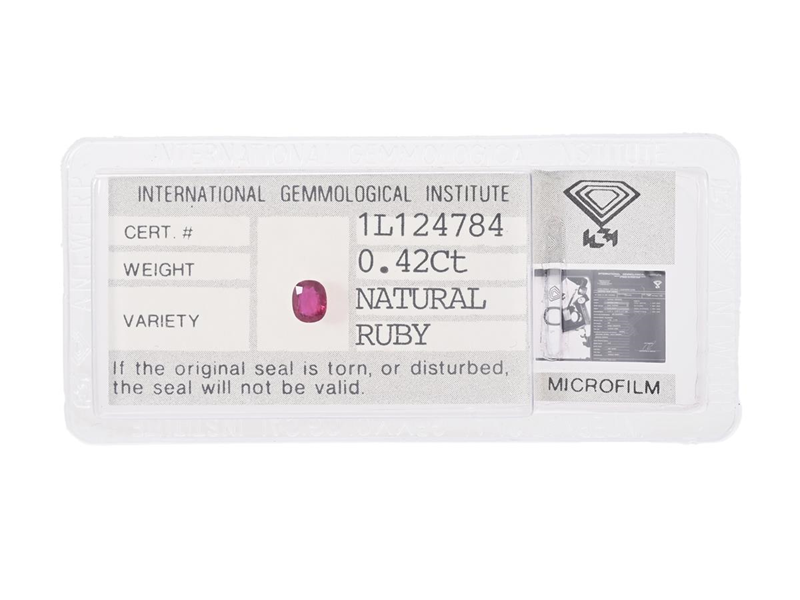 INTERNATIONAL GEMMOLOGICAL INSTITUTE
CERT. # 1L124784
WEIGHT 0.42Ct
VARIETY NATURAL RUBY
If the original seal is torn, or disturbed,
the seal will not be valid.
MICROFILM